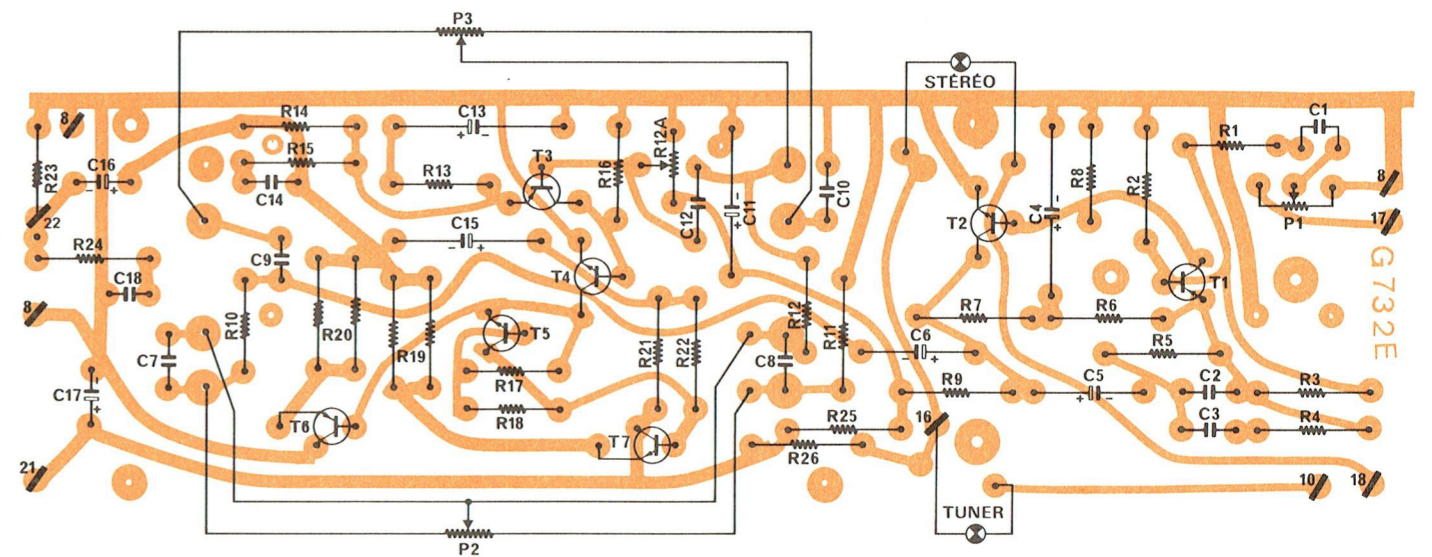 P3
STÉRÉO
8
R14
C13
C1
R23
C16
R15
R13
T3
R16
R12A
C10
R8
R2
R1
8
C14
C12
C11
C4
P1
17
22
T2
R24
C15
C9
T4
T1
G732E
C18
8
R10
R20
R19
T5
R21
R22
R12
R11
R7
R6
C6
R5
C7
C8
R17
R9
C5
C2
R3
C17
R18
C3
R4
T6
T7
R25
16
R26
21
10
18
TUNER
P2